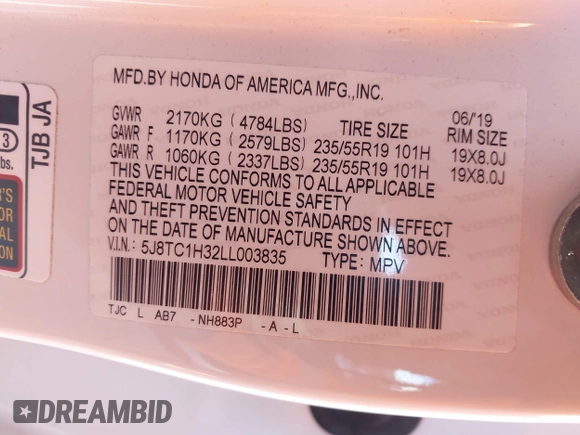 MFD.BY HONDA OF AMERICA MFG.,INC.
GVWR 2170KG ( 4784LBS) TIRE SIZE 06/'19 RIM SIZE
GAWR F 1170KG ( 2579LBS) 235/55R19 101H 19X8.0J
GAWR R 1060KG ( 2337LBS) 235/55R19 101H 19X8.0J
THIS VEHICLE CONFORMS TO ALL APPLICABLE
FEDERAL MOTOR VEHICLE SAFETY
AND THEFT PREVENTION STANDARDS IN EFFECT
ON THE DATE OF MANUFACTURE SHOWN ABOVE.
V.I.N.: 5J8TC1H32LL003835 TYPE: MPV
TJC L AB7 -NH883P -A-L
TJB JA
3
lbs.
DREAMBID